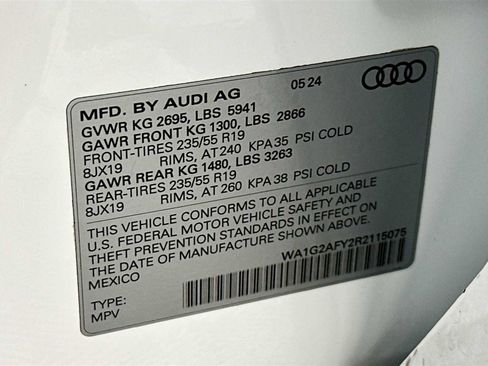 MFD. BY AUDI AG 05 24
GVWR KG 2695, LBS 5941
GAWR FRONT KG 1300, LBS 2866
FRONT-TIRES 235/55 R19
8JX19 RIMS, AT 240 KPA 35 PSI COLD
GAWR REAR KG 1480, LBS 3263
REAR-TIRES 235/55 R19
8JX19 RIMS, AT 260 KPA 38 PSI COLD
THIS VEHICLE CONFORMS TO ALL APPLICABLE
U.S. FEDERAL MOTOR VEHICLE SAFETY AND
THEFT PREVENTION STANDARDS IN EFFECT ON
THE DATE OF MANUFACTURE SHOWN ABOVE.
MEXICO WA1G2AFY2R2115075
TYPE:
MPV